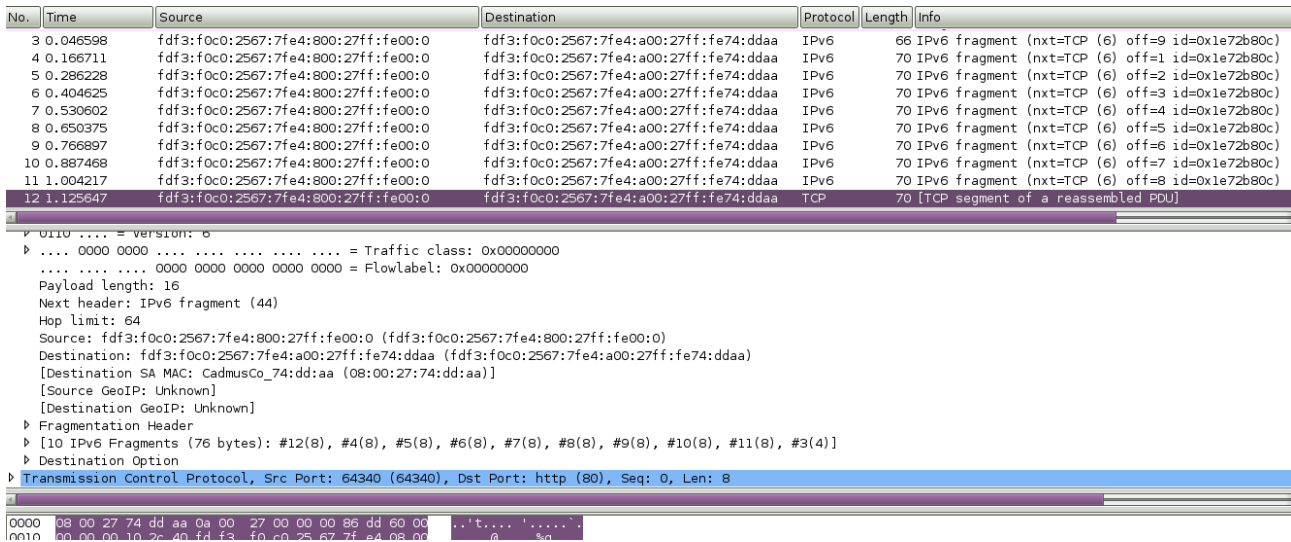 No. Time Source Destination Protocol Length Info
3 0.046598 fdf3:f0c0:2567:7fe4:800:27ff:fe00:0 fdf3:f0c0:2567:7fe4:a00:27ff:fe74:ddaa IPv6 66 IPv6 fragment (nxt=TCP (6) off=9 id=0x1e72b80c)
4 0.166711 fdf3:f0c0:2567:7fe4:800:27ff:fe00:0 fdf3:f0c0:2567:7fe4:a00:27ff:fe74:ddaa IPv6 70 IPv6 fragment (nxt=TCP (6) off=1 id=0x1e72b80c)
5 0.286228 fdf3:f0c0:2567:7fe4:800:27ff:fe00:0 fdf3:f0c0:2567:7fe4:a00:27ff:fe74:ddaa IPv6 70 IPv6 fragment (nxt=TCP (6) off=2 id=0x1e72b80c)
6 0.404625 fdf3:f0c0:2567:7fe4:800:27ff:fe00:0 fdf3:f0c0:2567:7fe4:a00:27ff:fe74:ddaa IPv6 70 IPv6 fragment (nxt=TCP (6) off=3 id=0x1e72b80c)
7 0.530602 fdf3:f0c0:2567:7fe4:800:27ff:fe00:0 fdf3:f0c0:2567:7fe4:a00:27ff:fe74:ddaa IPv6 70 IPv6 fragment (nxt=TCP (6) off=4 id=0x1e72b80c)
8 0.650375 fdf3:f0c0:2567:7fe4:800:27ff:fe00:0 fdf3:f0c0:2567:7fe4:a00:27ff:fe74:ddaa IPv6 70 IPv6 fragment (nxt=TCP (6) off=5 id=0x1e72b80c)
9 0.766897 fdf3:f0c0:2567:7fe4:800:27ff:fe00:0 fdf3:f0c0:2567:7fe4:a00:27ff:fe74:ddaa IPv6 70 IPv6 fragment (nxt=TCP (6) off=6 id=0x1e72b80c)
10 0.887468 fdf3:f0c0:2567:7fe4:800:27ff:fe00:0 fdf3:f0c0:2567:7fe4:a00:27ff:fe74:ddaa IPv6 70 IPv6 fragment (nxt=TCP (6) off=7 id=0x1e72b80c)
11 1.004217 fdf3:f0c0:2567:7fe4:800:27ff:fe00:0 fdf3:f0c0:2567:7fe4:a00:27ff:fe74:ddaa IPv6 70 IPv6 fragment (nxt=TCP (6) off=8 id=0x1e72b80c)
12 1.125647 fdf3:f0c0:2567:7fe4:800:27ff:fe00:0 fdf3:f0c0:2567:7fe4:a00:27ff:fe74:ddaa TCP 70 [TCP segment of a reassembled PDU]
0110 .... = Version: 6
.... 0000 0000 .... .... .... .... .... = Traffic class: 0x00000000
.... .... .... 0000 0000 0000 0000 0000 = Flowlabel: 0x00000000
Payload length: 16
Next header: IPv6 fragment (44)
Hop limit: 64
Source: fdf3:f0c0:2567:7fe4:800:27ff:fe00:0 (fdf3:f0c0:2567:7fe4:800:27ff:fe00:0)
Destination: fdf3:f0c0:2567:7fe4:a00:27ff:fe74:ddaa (fdf3:f0c0:2567:7fe4:a00:27ff:fe74:ddaa)
[Destination SA MAC: CadmusCo_74:dd:aa (08:00:27:74:dd:aa)]
[Source GeoIP: Unknown]
[Destination GeoIP: Unknown]
Fragmentation Header
[10 IPv6 Fragments (76 bytes): #12(8), #4(8), #5(8), #6(8), #7(8), #8(8), #9(8), #10(8), #11(8), #3(4)]
Destination Option
Transmission Control Protocol, Src Port: 64340 (64340), Dst Port: http (80), Seq: 0, Len: 8
0000 08 00 27 74 dd aa 0a 00 27 00 00 00 86 dd 60 00 ..'t.... '.....`.
0010 00 00 00 10 2c 40 fd f3 f0 c0 25 67 7f e4 08 00